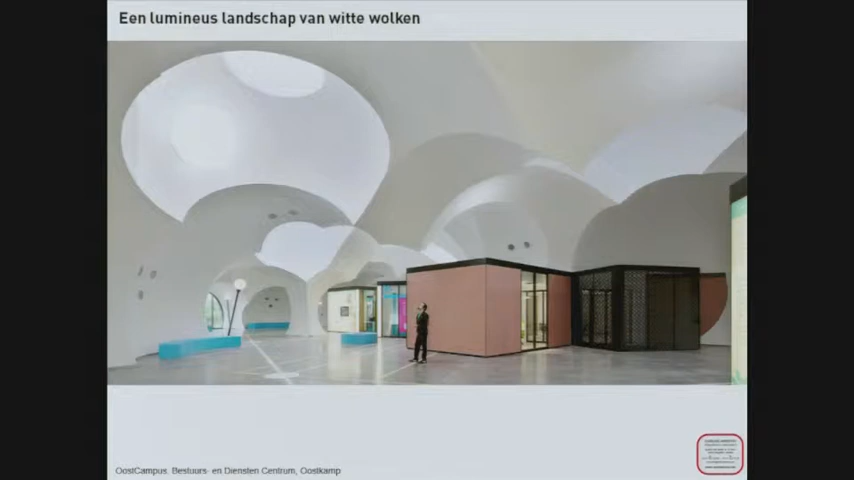 Een lumineus landschap van witte wolken
OostCampus, Bestuurs- en Diensten Centrum, Oostkamp